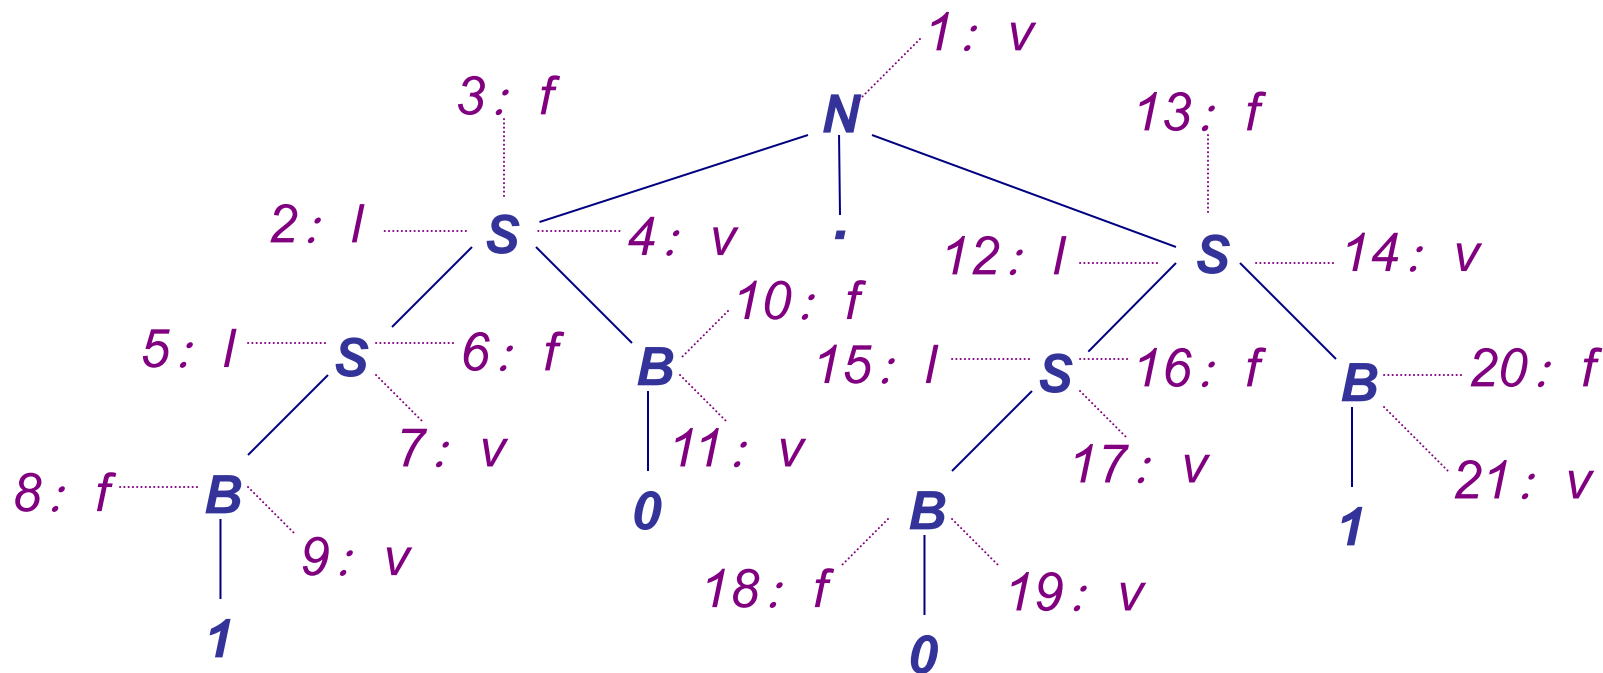 1: v
3: f
N
13: f
2: l
S
4: v
.
12: l
S
14: v
10: f
5: l
S
6: f
B
15: l
S
16: f
B
20: f
7: v
11: v
17: v
21: v
8: f
B
9: v
0
B
1
18: f
19: v
1
0